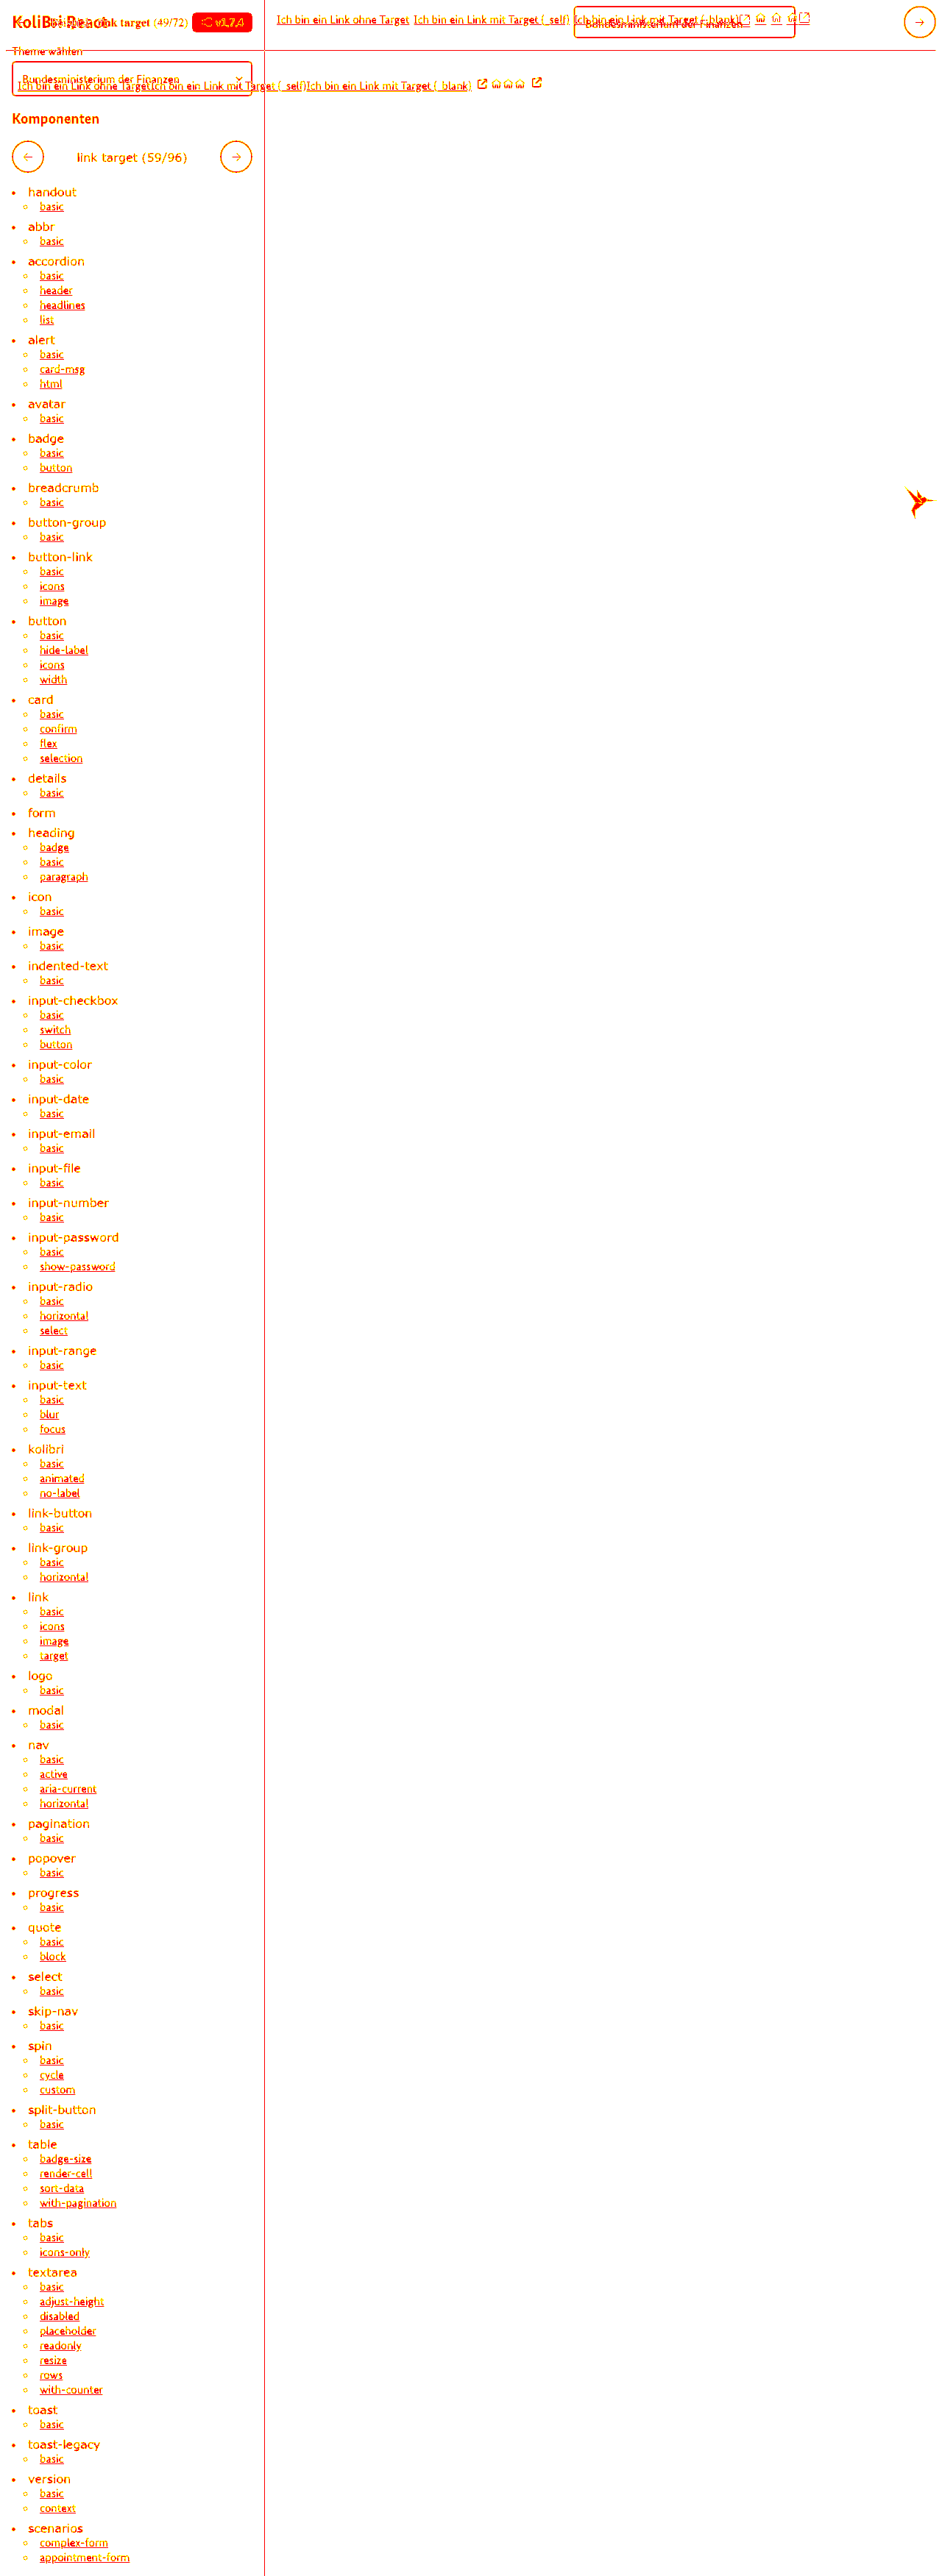 link target (49/72)
v1.7.4
Ich bin ein Link ohne Target Ich bin ein Link mit Target (_self) Ich bin ein Link mit Target (_blank)
Bundesministerium der Finanzen
Theme wählen
Bundesministerium der Finanzen
Ich bin ein Link ohne Target Ich bin ein Link mit Target (_self) Ich bin ein Link mit Target (_blank)
Komponenten
link target (59/96)
handout
basic
abbr
basic
accordion
basic
header
headlines
list
alert
basic
card-msg
html
avatar
basic
badge
basic
button
breadcrumb
basic
button-group
basic
button-link
basic
icons
image
button
basic
hide-label
icons
width
card
basic
confirm
flex
selection
details
basic
form
heading
badge
basic
paragraph
icon
basic
image
basic
indented-text
basic
input-checkbox
basic
switch
button
input-color
basic
input-date
basic
input-email
basic
input-file
basic
input-number
basic
input-password
basic
show-password
input-radio
basic
horizontal
select
input-range
basic
input-text
basic
blur
focus
kolibri
basic
animated
no-label
link-button
basic
link-group
basic
horizontal
link
basic
icons
image
target
logo
basic
modal
basic
nav
basic
active
aria-current
horizontal
pagination
basic
popover
basic
progress
basic
quote
basic
block
select
basic
skip-nav
basic
spin
basic
cycle
custom
split-button
basic
table
badge-size
render-cell
sort-data
with-pagination
tabs
basic
icons-only
textarea
basic
adjust-height
disabled
placeholder
readonly
resize
rows
with-counter
toast
basic
toast-legacy
basic
version
basic
context
scenarios
complex-form
appointment-form